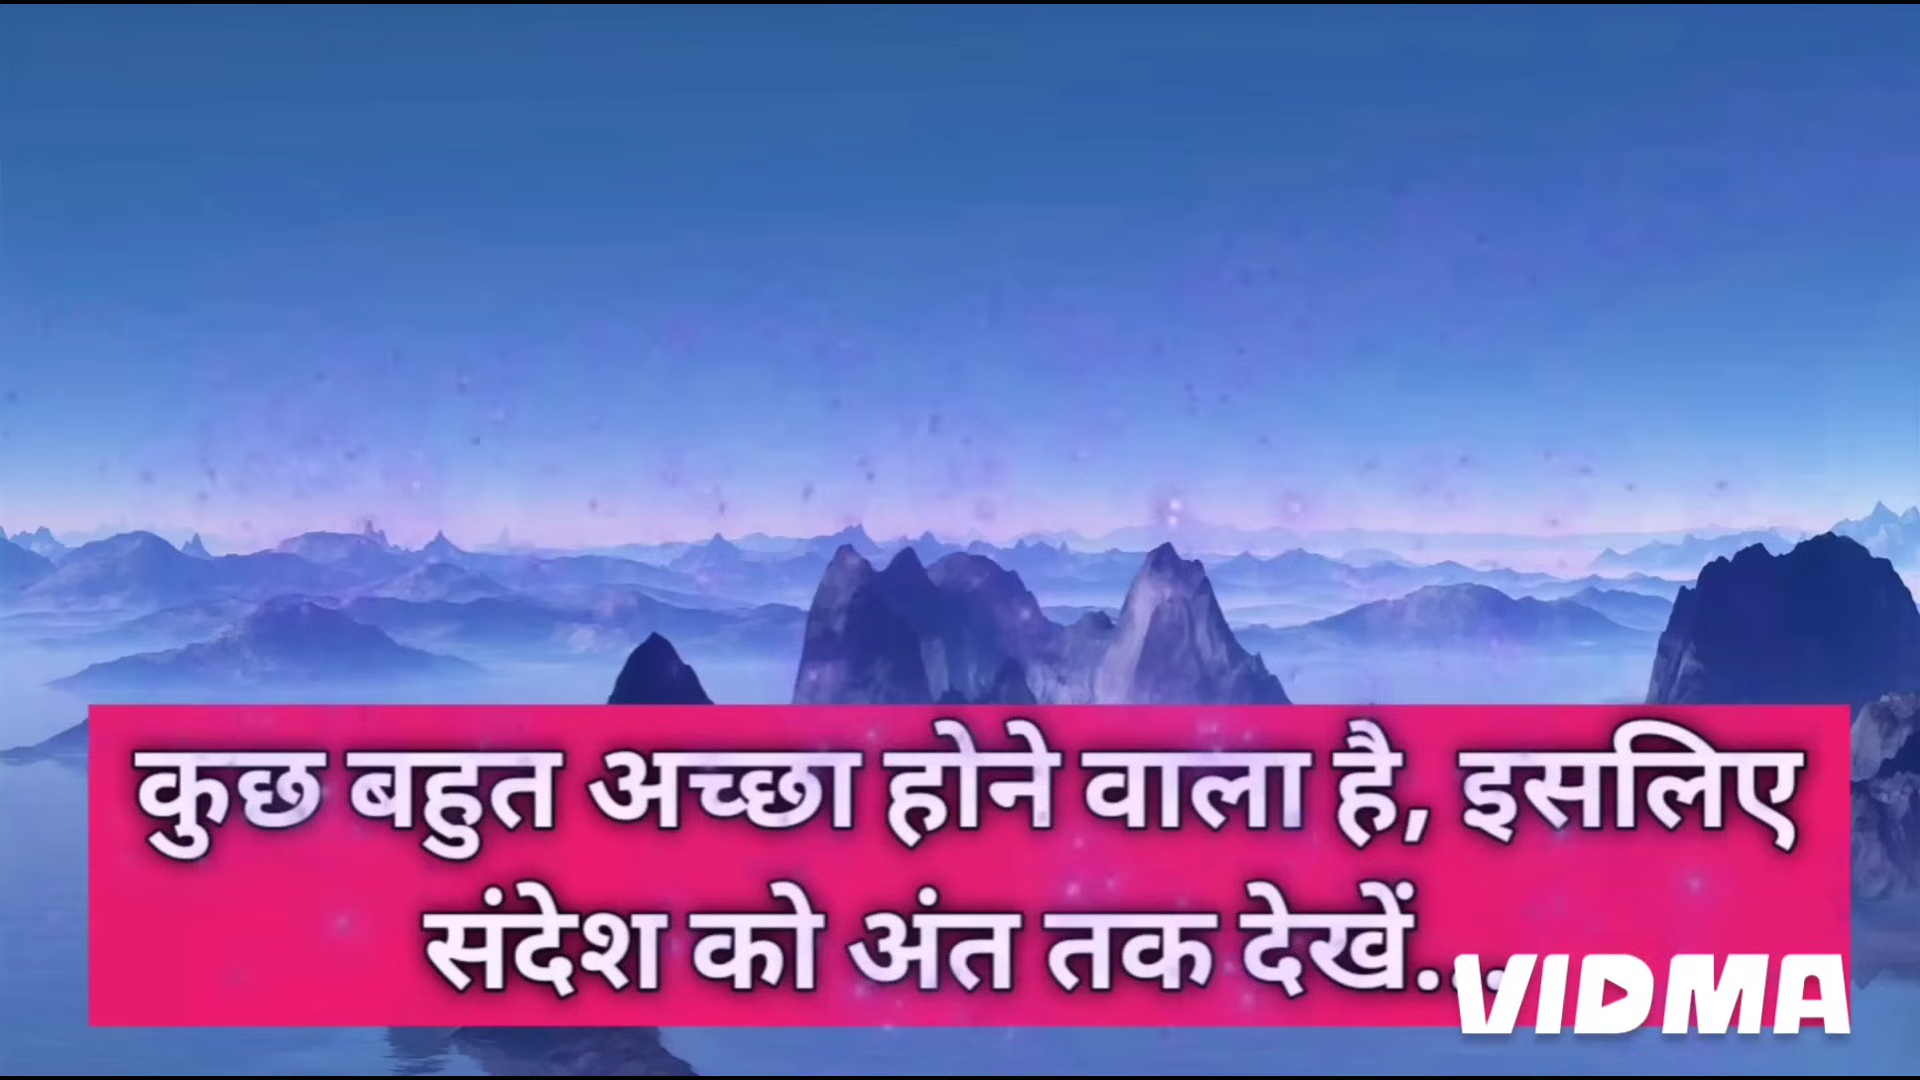 कुछ बहुत अच्छा होने वाला है, इसलिए
संदेश को अंत तक देखें...
VIDMA